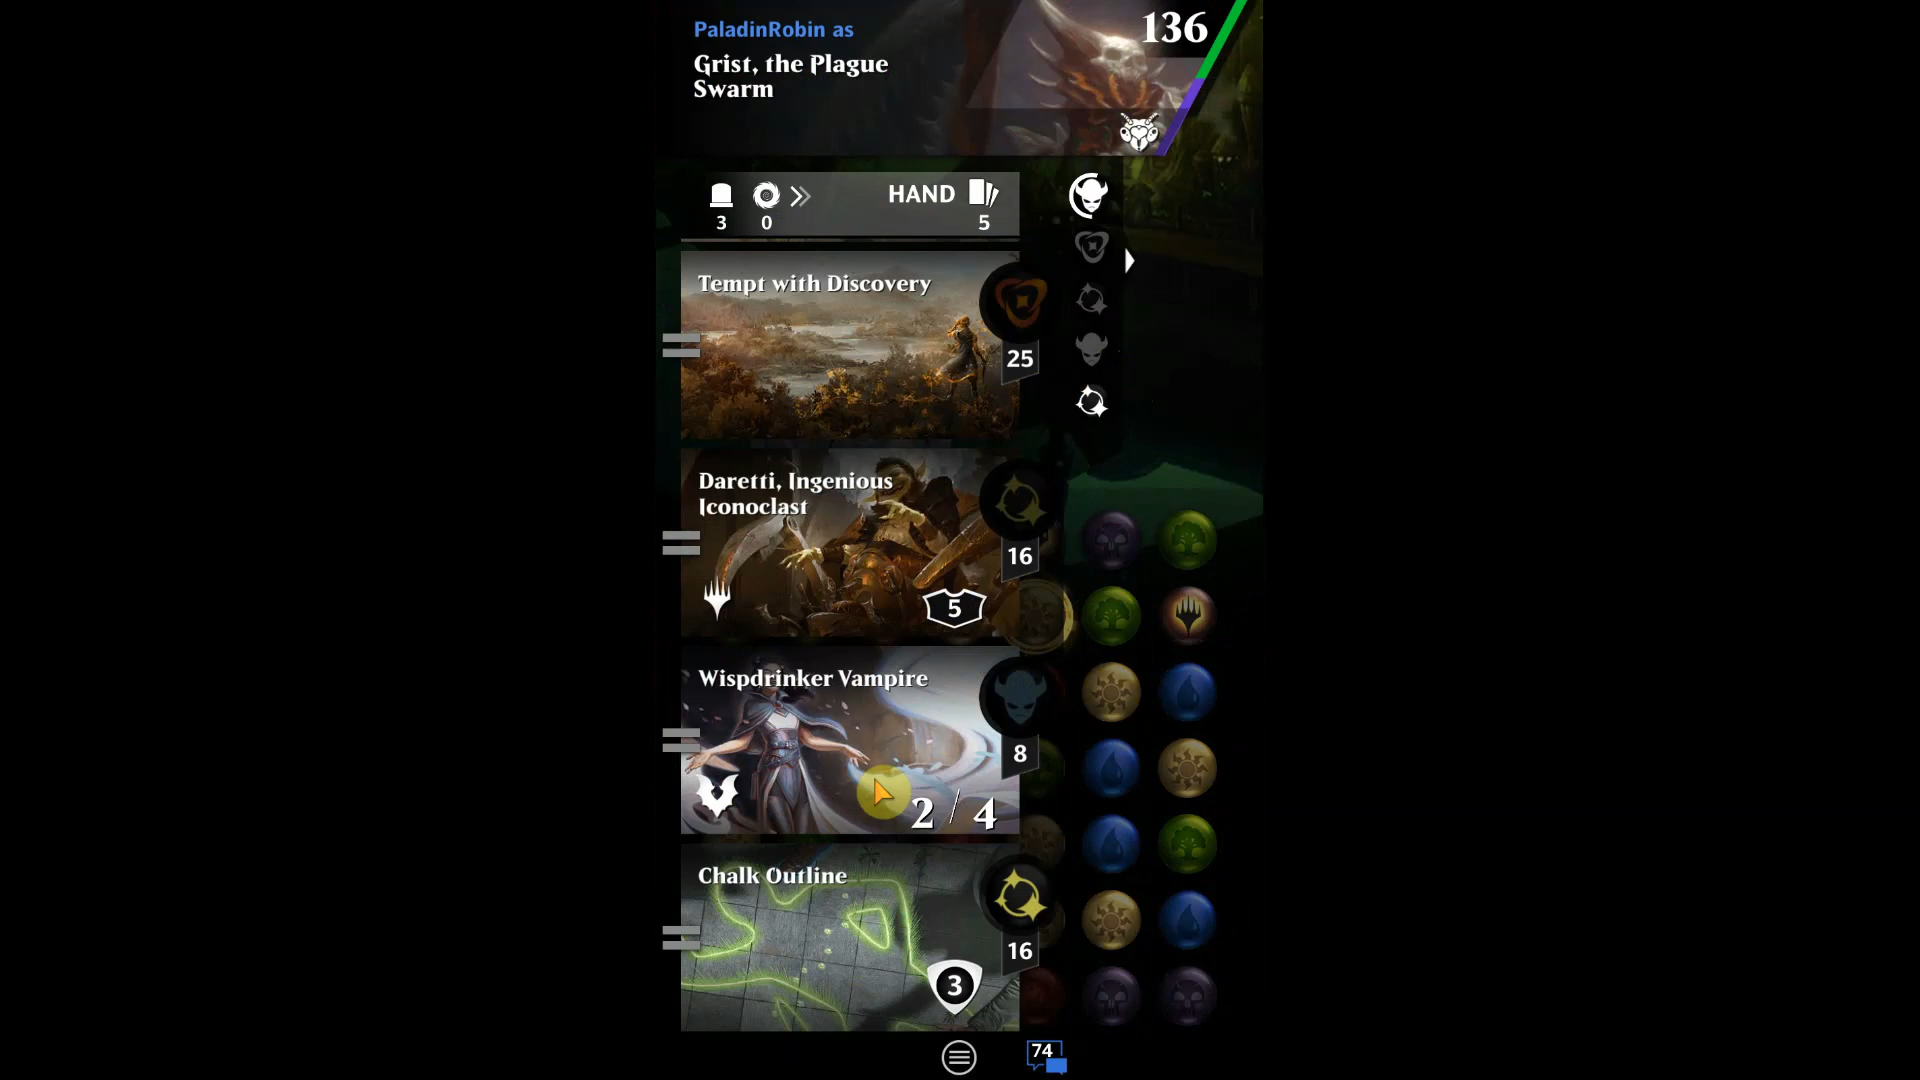 PaladinRobin as
136
Grist, the Plague
Swarm
HAND
3
0
5
Tempt with Discovery
25
Daretti, Ingenious
Iconoclast
16
5
Wispdrinker Vampire
8
2 / 4
Chalk Outline
16
3
74